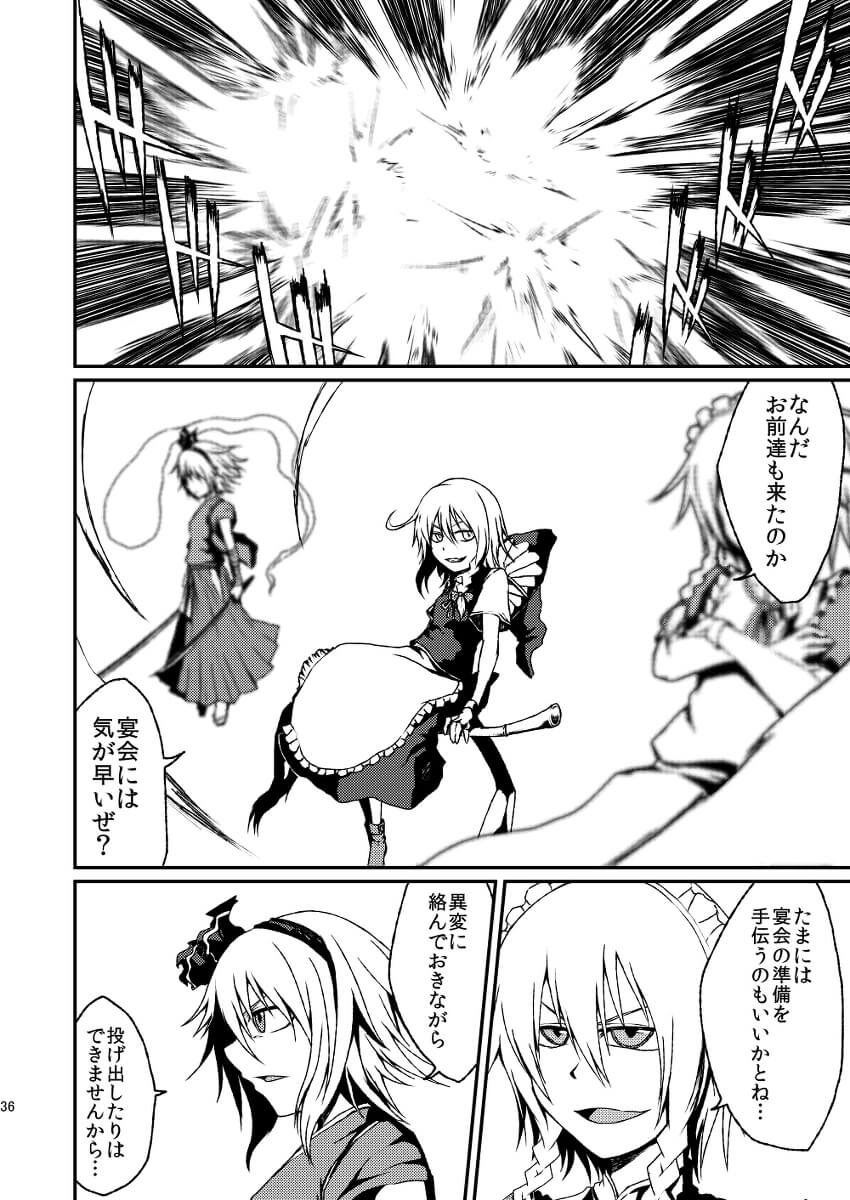 なんだ
お前達も来たのか
宴会には
気が早いぜ？
たまには
宴会の準備を
手伝うのもいいかとね…
異変に
絡んでおきながら
投げ出したりは
できませんから…
36